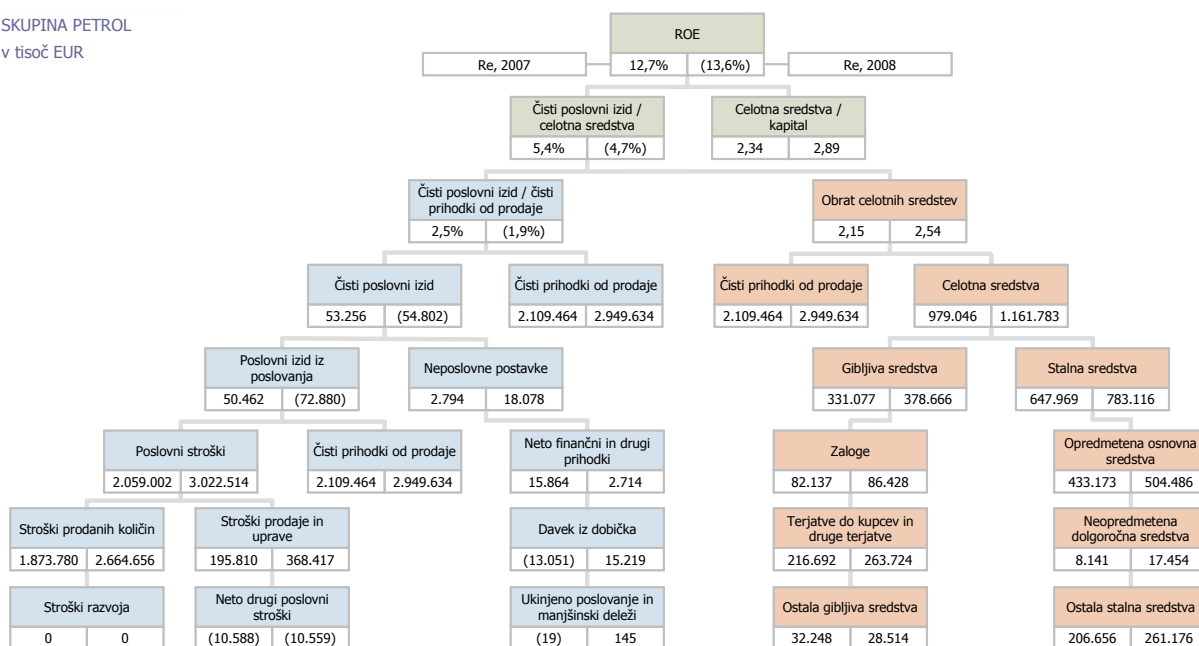 SKUPINA PETROL
v tisoč EUR
ROE
Re, 2007 12,7% (13,6%) Re, 2008
Čisti poslovni izid / celotna sredstva
Celotna sredstva / kapital
5,4% (4,7%) 2,34 2,89
Čisti poslovni izid / čisti prihodki od prodaje
Obrat celotnih sredstev
2,5% (1,9%) 2,15 2,54
Čisti poslovni izid Čisti prihodki od prodaje Čisti prihodki od prodaje Celotna sredstva
53.256 (54.802) 2.109.464 2.949.634 2.109.464 2.949.634 979.046 1.161.783
Poslovni izid iz poslovanja
Neposlovne postavke Gibljiva sredstva Stalna sredstva
50.462 (72.880) 2.794 18.078 331.077 378.666 647.969 783.116
Poslovni stroški Čisti prihodki od prodaje
Neto finančni in drugi prihodki
Zaloge
Opredmetena osnovna sredstva
2.059.002 3.022.514 2.109.464 2.949.634 15.864 2.714 82.137 86.428 433.173 504.486
Stroški prodanih količin
Stroški prodaje in uprave
Davek iz dobička
Terjatve do kupcev in druge terjatve
Neopredmetena dolgoročna sredstva
1.873.780 2.664.656 195.810 368.417 (13.051) 15.219 216.692 263.724 8.141 17.454
Stroški razvoja
Neto drugi poslovni stroški
Ukinjeno poslovanje in manjšinski deleži
Ostala gibljiva sredstva Ostala stalna sredstva
0 0 (10.588) (10.559) (19) 145 32.248 28.514 206.656 261.176